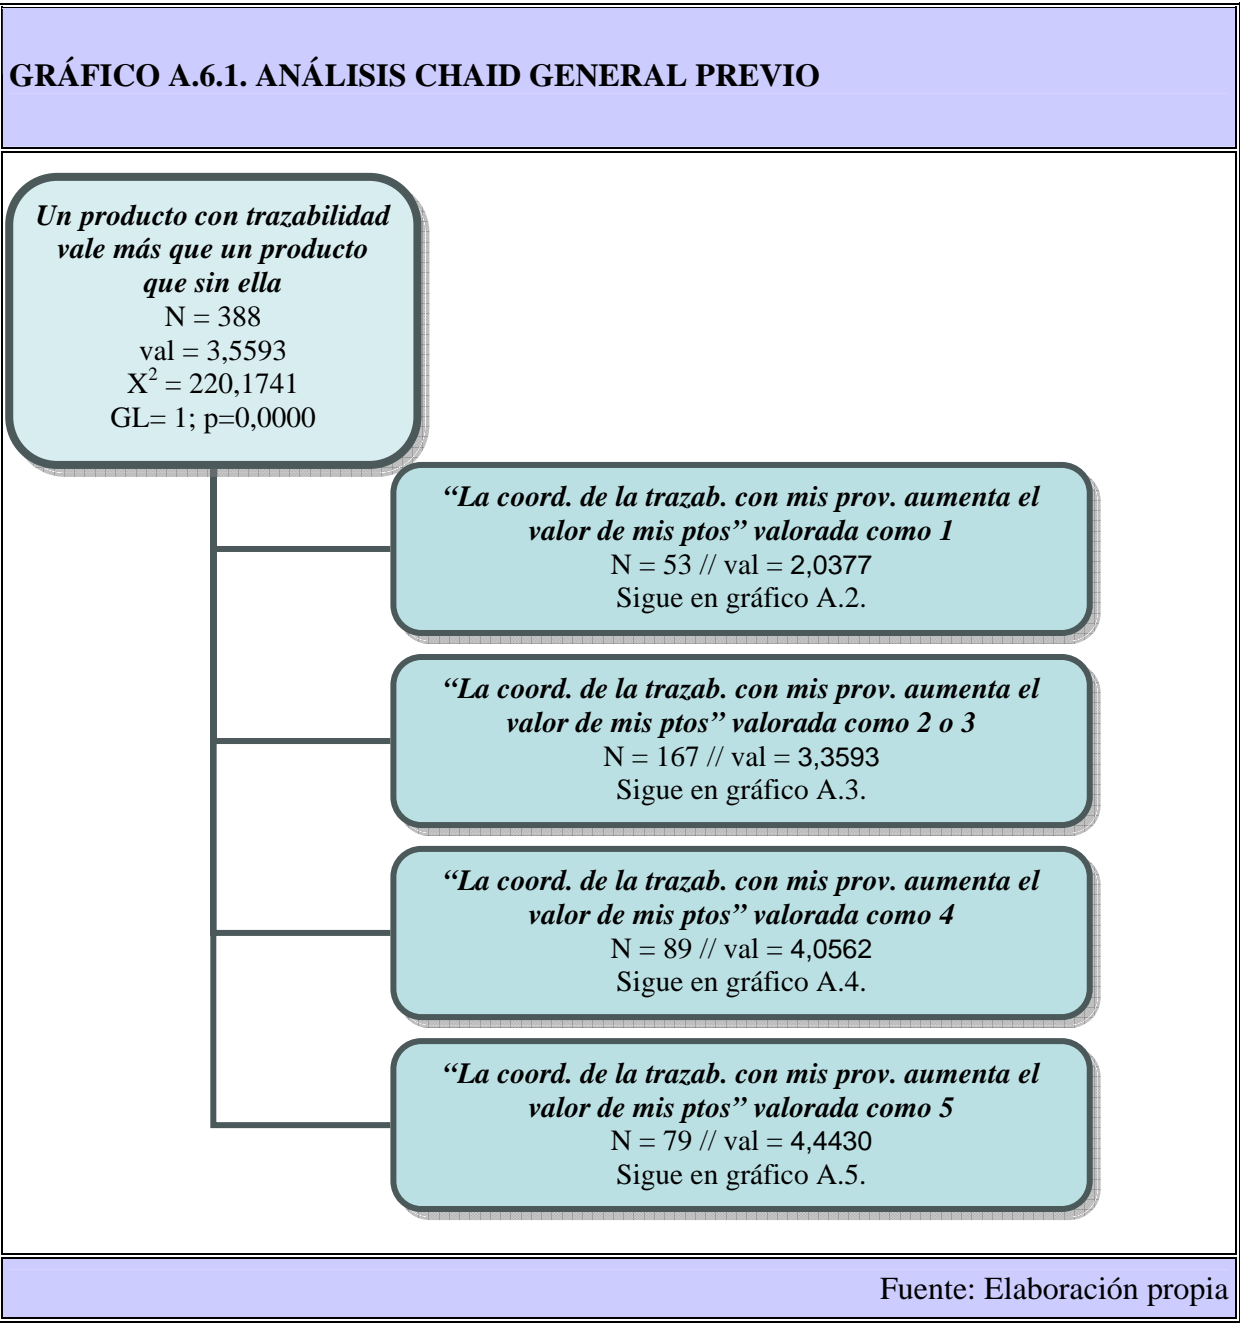 GRÁFICO A.6.1. ANÁLISIS CHAID GENERAL PREVIO
Un producto con trazabilidad
vale más que un producto
que sin ella
N = 388
val = 3,5593
X² = 220,1741
GL= 1; p=0,0000
“La coord. de la trazab. con mis prov. aumenta el
valor de mis ptos” valorada como 1
N = 53 // val = 2,0377
Sigue en gráfico A.2.
“La coord. de la trazab. con mis prov. aumenta el
valor de mis ptos” valorada como 2 o 3
N = 167 // val = 3,3593
Sigue en gráfico A.3.
“La coord. de la trazab. con mis prov. aumenta el
valor de mis ptos” valorada como 4
N = 89 // val = 4,0562
Sigue en gráfico A.4.
“La coord. de la trazab. con mis prov. aumenta el
valor de mis ptos” valorada como 5
N = 79 // val = 4,4430
Sigue en gráfico A.5.
Fuente: Elaboración propia